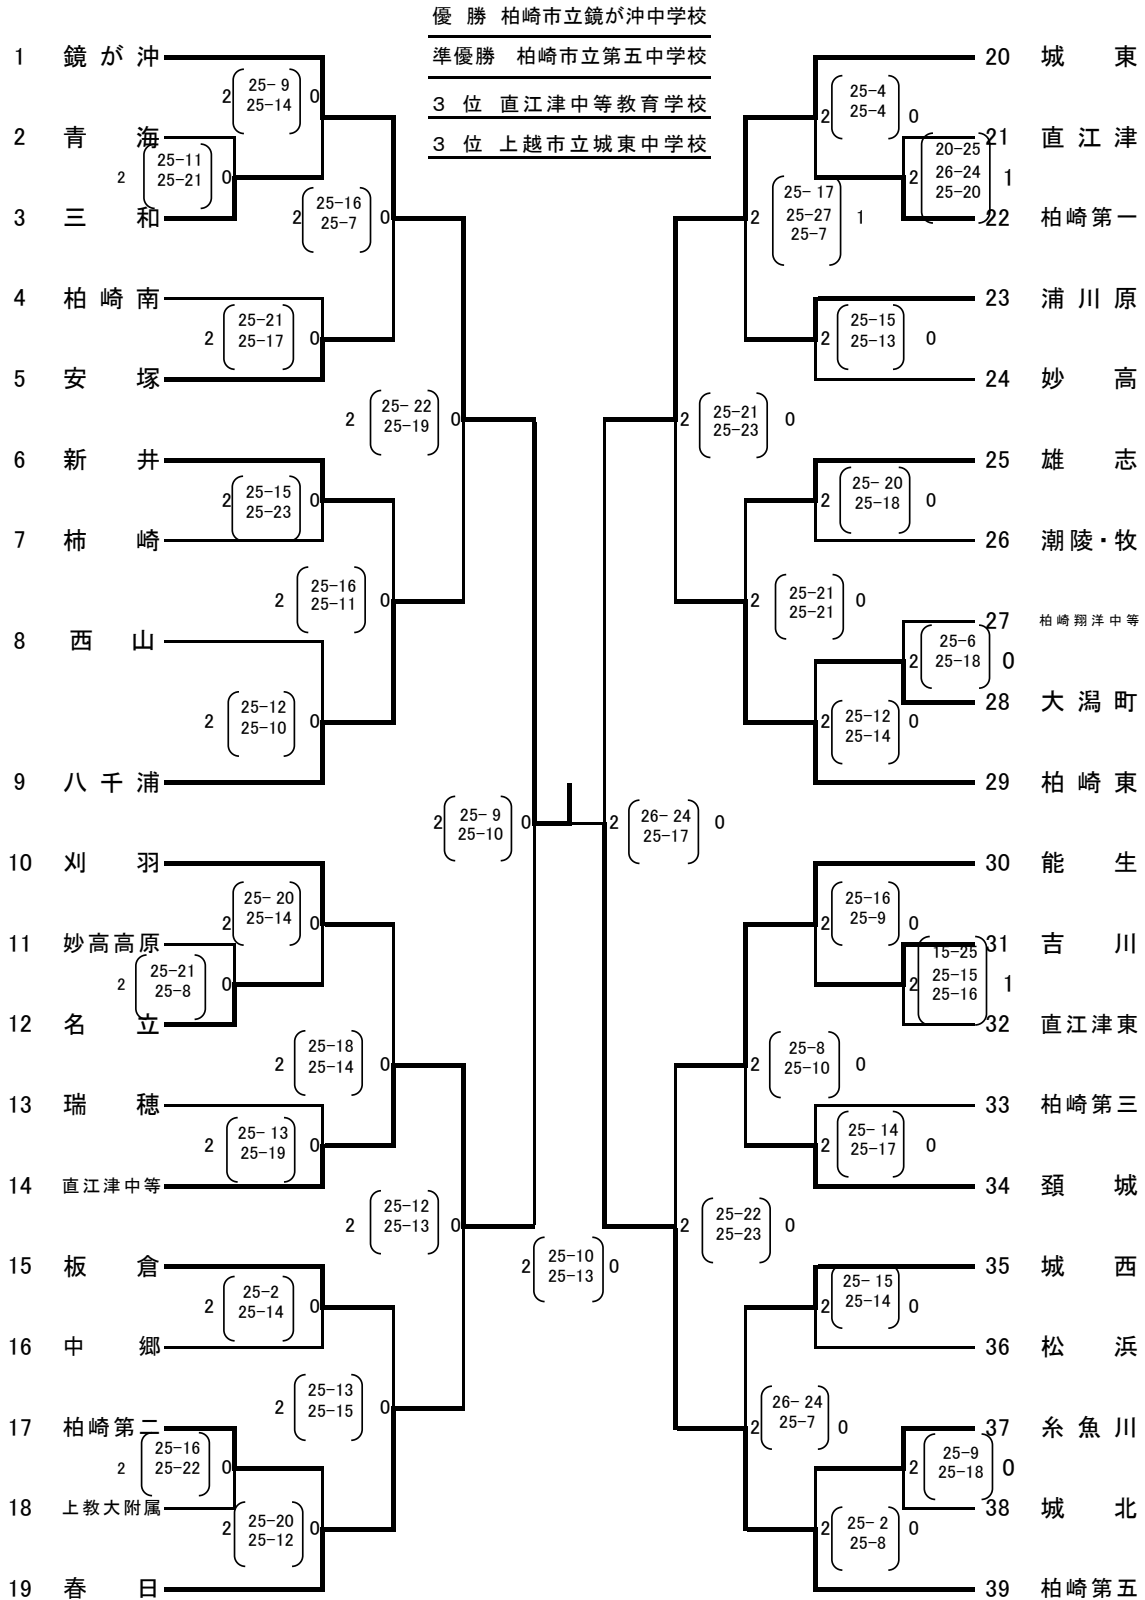 優 勝 柏崎市立鏡が沖中学校
準優勝 柏崎市立第五中学校
3 位 直江津中等教育学校
3 位 上越市立城東中学校
1 鏡が沖
2 25-9 0
25-14
2 青海
2 25-11 0
25-21
3 三和
2 25-16 0
25-7
4 柏崎南
2 25-21 0
25-17
5 安塚
2 25-22 0
25-19
6 新井
2 25-15 0
25-23
7 柿崎
2 25-16 0
25-11
8 西山
2 25-12 0
25-10
9 八千浦
2 25-9 0
25-10
10 刈羽
2 25-20 0
25-14
11 妙高高原
2 25-21 0
25-8
12 名立
2 25-18 0
25-14
13 瑞穂
2 25-13 0
25-19
14 直江津中等
2 25-12 0
25-13
15 板倉
2 25-2 0
25-14
16 中郷
2 25-13 0
25-15
17 柏崎第二
2 25-16 0
25-22
18 上教大附属
2 25-20 0
25-12
19 春日
2 25-10 0
25-13
20 城東
2 25-4 0
25-4
21 直江津
20-25
2 26-24 1
25-20
22 柏崎第一
25-17
2 25-27 1
25-7
23 浦川原
2 25-15 0
25-13
24 妙高
2 25-21 0
25-23
25 雄志
2 25-20 0
25-18
26 潮陵・牧
2 25-21 0
25-21
27 柏崎翔洋中等
2 25-6 0
25-18
28 大潟町
2 25-12 0
25-14
29 柏崎東
2 26-24 0
25-17
30 能生
2 25-16 0
25-9
31 吉川
15-25
2 25-15 1
25-16
32 直江津東
2 25-8 0
25-10
33 柏崎第三
2 25-14 0
25-17
34 頚城
2 25-22 0
25-23
35 城西
2 25-15 0
25-14
36 松浜
2 26-24 0
25-7
37 糸魚川
2 25-9 0
25-18
38 城北
2 25-2 0
25-8
39 柏崎第五